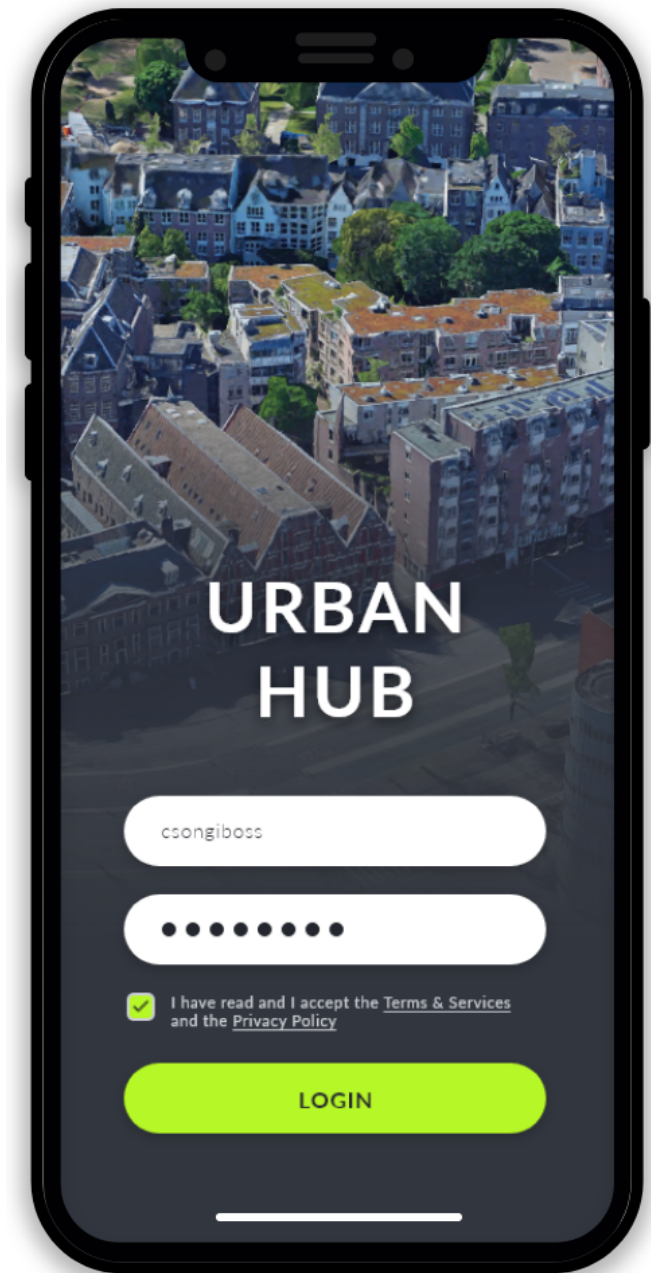 URBAN
HUB
csongiboss
I have read and I accept the Terms & Services
and the Privacy Policy
LOGIN